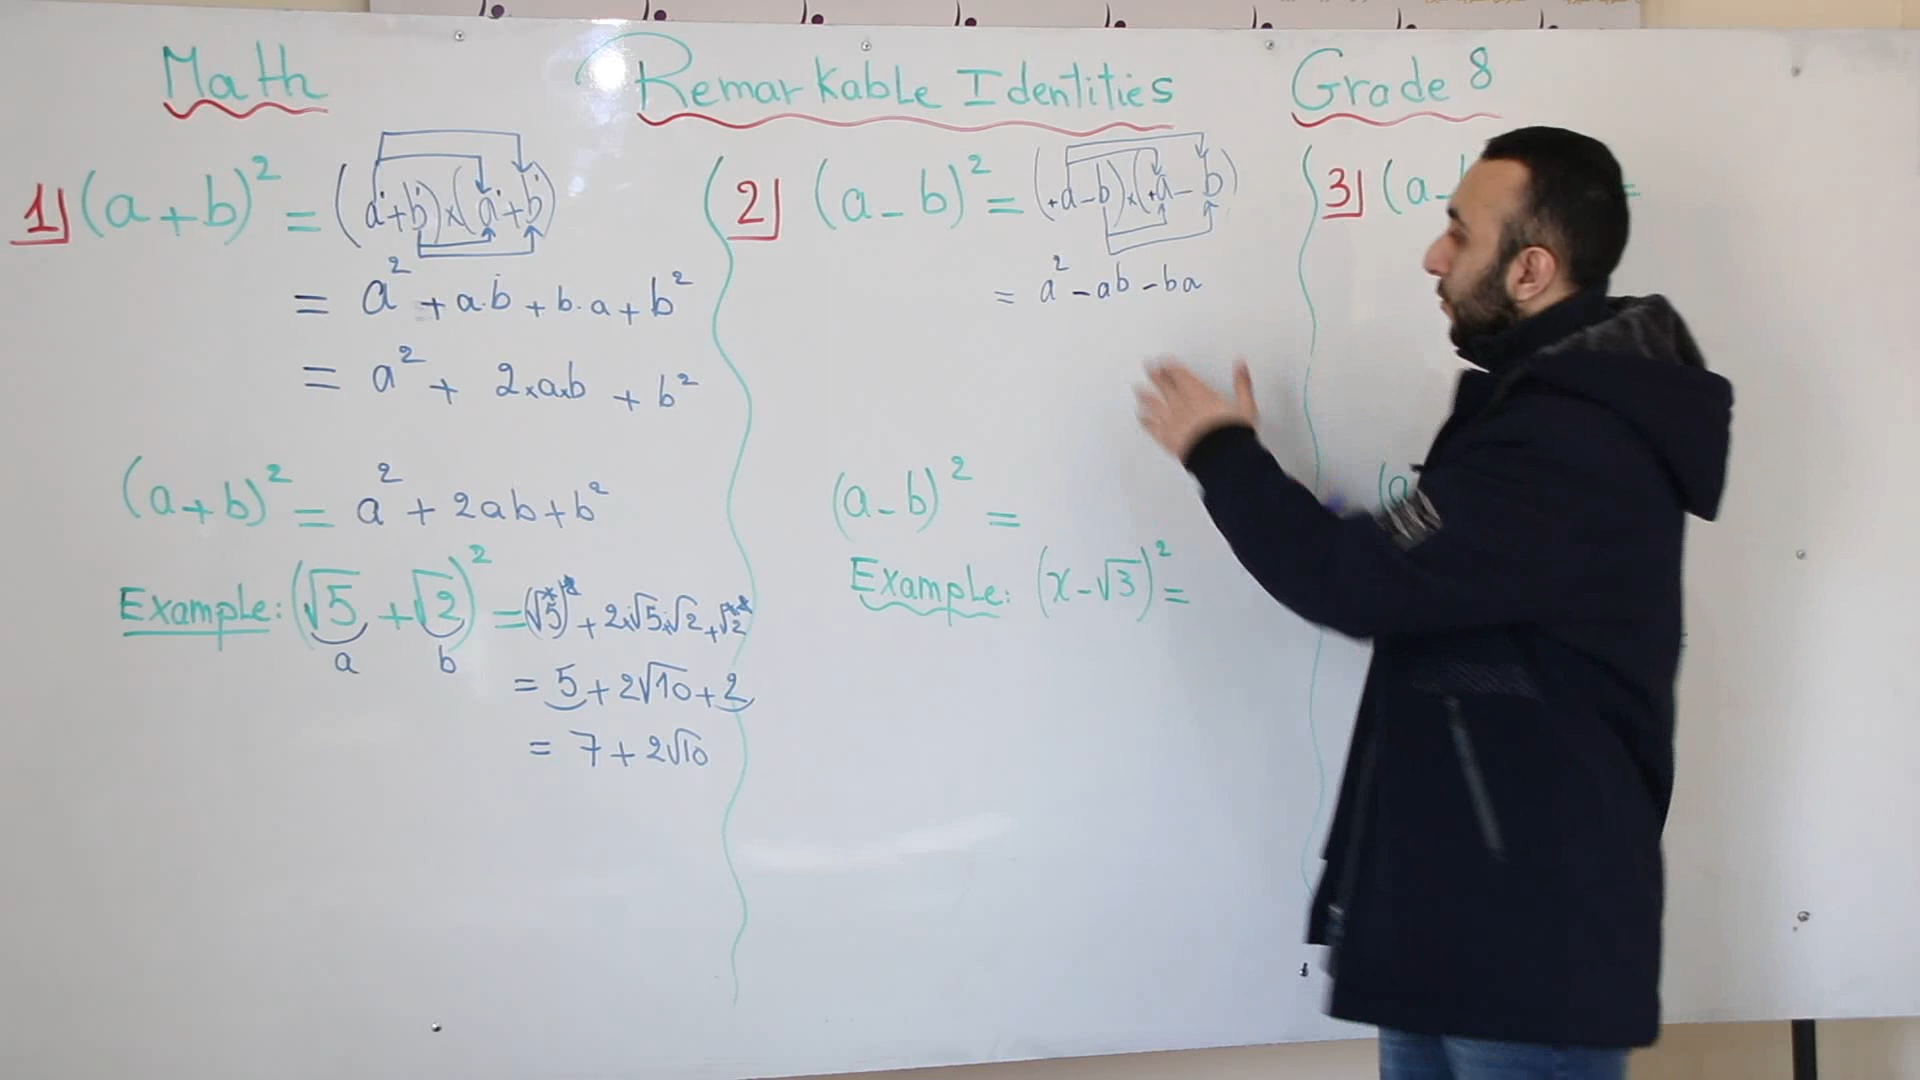 Math Remarkable Identities Grade 8
1) (a+b)² = (a+b)×(a+b)
= a² + a.b + b.a + b²
= a² + 2×a×b + b²
(a+b)² = a² + 2ab + b²
Example: (√5 + √2)² = (√5)² + 2×√5×√2 + √2²
a b
= 5 + 2√10 + 2
= 7 + 2√10
2) (a-b)² = (+a-b)×(+a-b)
= a² - ab - ba
(a-b)² =
Example: (x-√3)² =
3) (a- =
(a